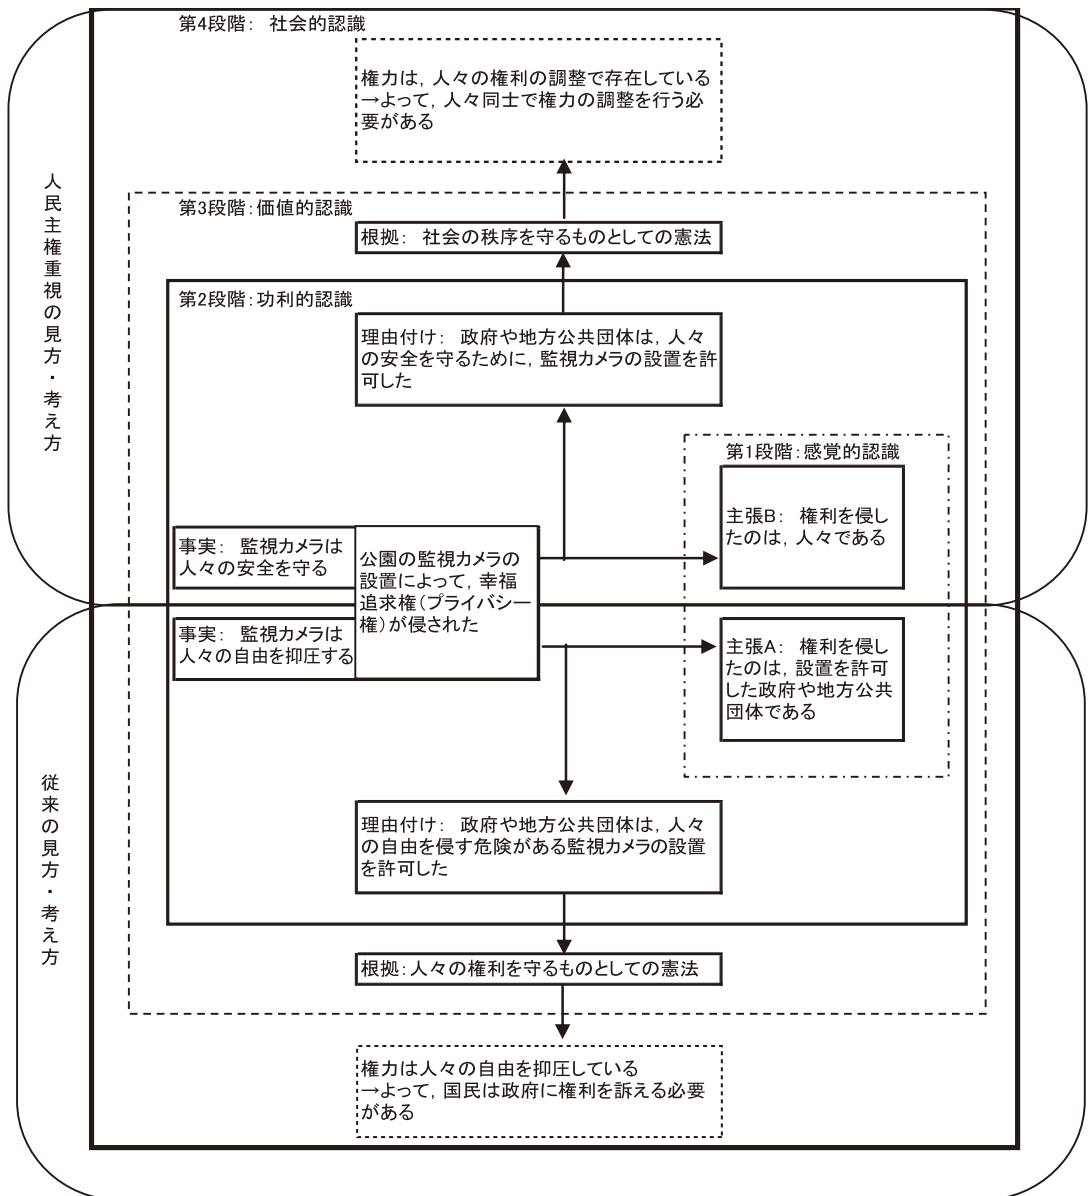 第4段階： 社会的認識
権力は，人々の権利の調整で存在している
→よって，人々同士で権力の調整を行う必
要がある
人民主権重視の見方・考え方
第3段階：価値的認識
根拠： 社会の秩序を守るものとしての憲法
第2段階：功利的認識
理由付け： 政府や地方公共団体は，人々
の安全を守るために，監視カメラの設置を許
可した
第1段階：感覚的認識
主張B： 権利を侵し
たのは，人々である
事実： 監視カメラは
人々の安全を守る
公園の監視カメラの
設置によって，幸福
追求権（プライバシー
権）が侵された
事実： 監視カメラは
人々の自由を抑圧する
主張A： 権利を侵し
たのは，設置を許可
した政府や地方公共
団体である
従来の見方・考え方
理由付け： 政府や地方公共団体は，人々
の自由を侵す危険がある監視カメラの設置
を許可した
根拠：人々の権利を守るものとしての憲法
権力は人々の自由を抑圧している
→よって，国民は政府に権利を訴える必要
がある